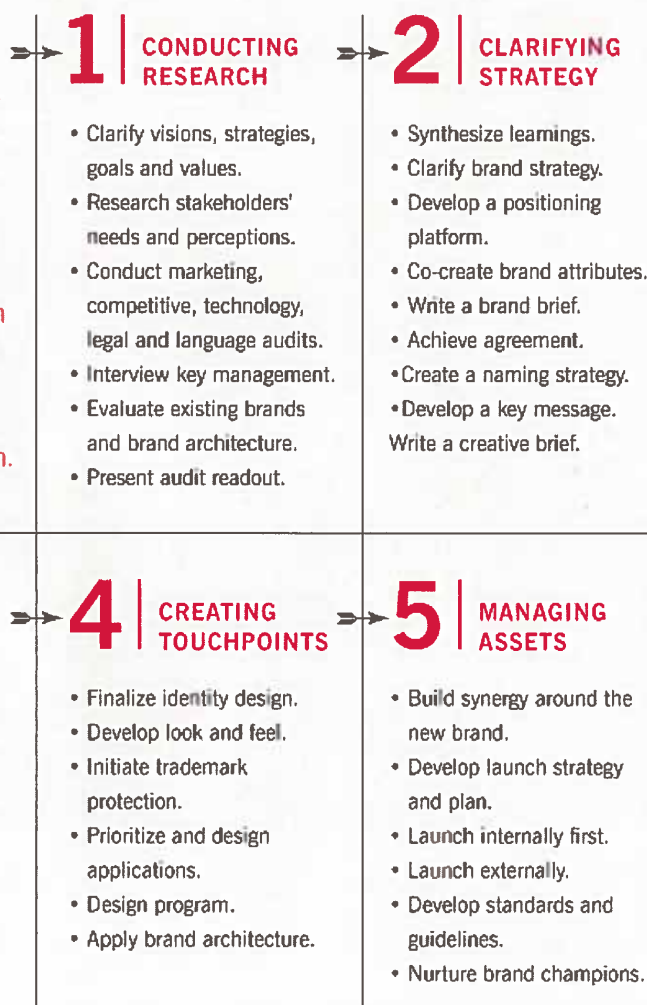 1 CONDUCTING
RESEARCH
• Clarify visions, strategies,
goals and values.
• Research stakeholders'
needs and perceptions.
• Conduct marketing,
competitive, technology,
legal and language audits.
• Interview key management.
• Evaluate existing brands
and brand architecture.
• Present audit readout.
2 CLARIFYING
STRATEGY
• Synthesize learnings.
• Clarify brand strategy.
• Develop a positioning
platform.
• Co-create brand attributes.
• Write a brand brief.
• Achieve agreement.
•Create a naming strategy.
•Develop a key message.
Write a creative brief.
4 CREATING
TOUCHPOINTS
• Finalize identity design.
• Develop look and feel.
• Initiate trademark
protection.
• Prioritize and design
applications.
• Design program.
• Apply brand architecture.
5 MANAGING
ASSETS
• Build synergy around the
new brand.
• Develop launch strategy
and plan.
• Launch internally first.
• Launch externally.
• Develop standards and
guidelines.
• Nurture brand champions.